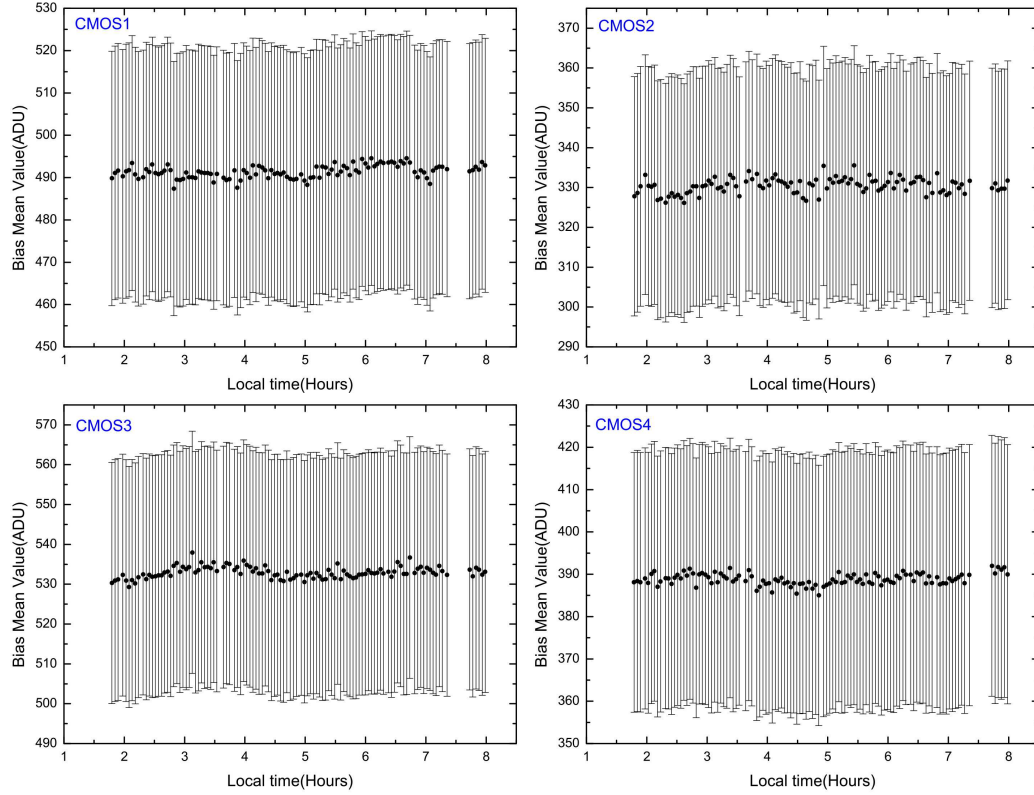 CMOS1
530
520
510
500
490
480
470
460
450
Bias Mean Value(ADU)
1 2 3 4 5 6 7 8
Local time(Hours)
CMOS2
370
360
350
340
330
320
310
300
290
Bias Mean Value(ADU)
1 2 3 4 5 6 7 8
Local time(Hours)
CMOS3
570
560
550
540
530
520
510
500
490
Bias Mean Value(ADU)
1 2 3 4 5 6 7 8
Local time(Hours)
CMOS4
430
420
410
400
390
380
370
360
350
Bias Mean Value(ADU)
1 2 3 4 5 6 7 8
Local time(Hours)